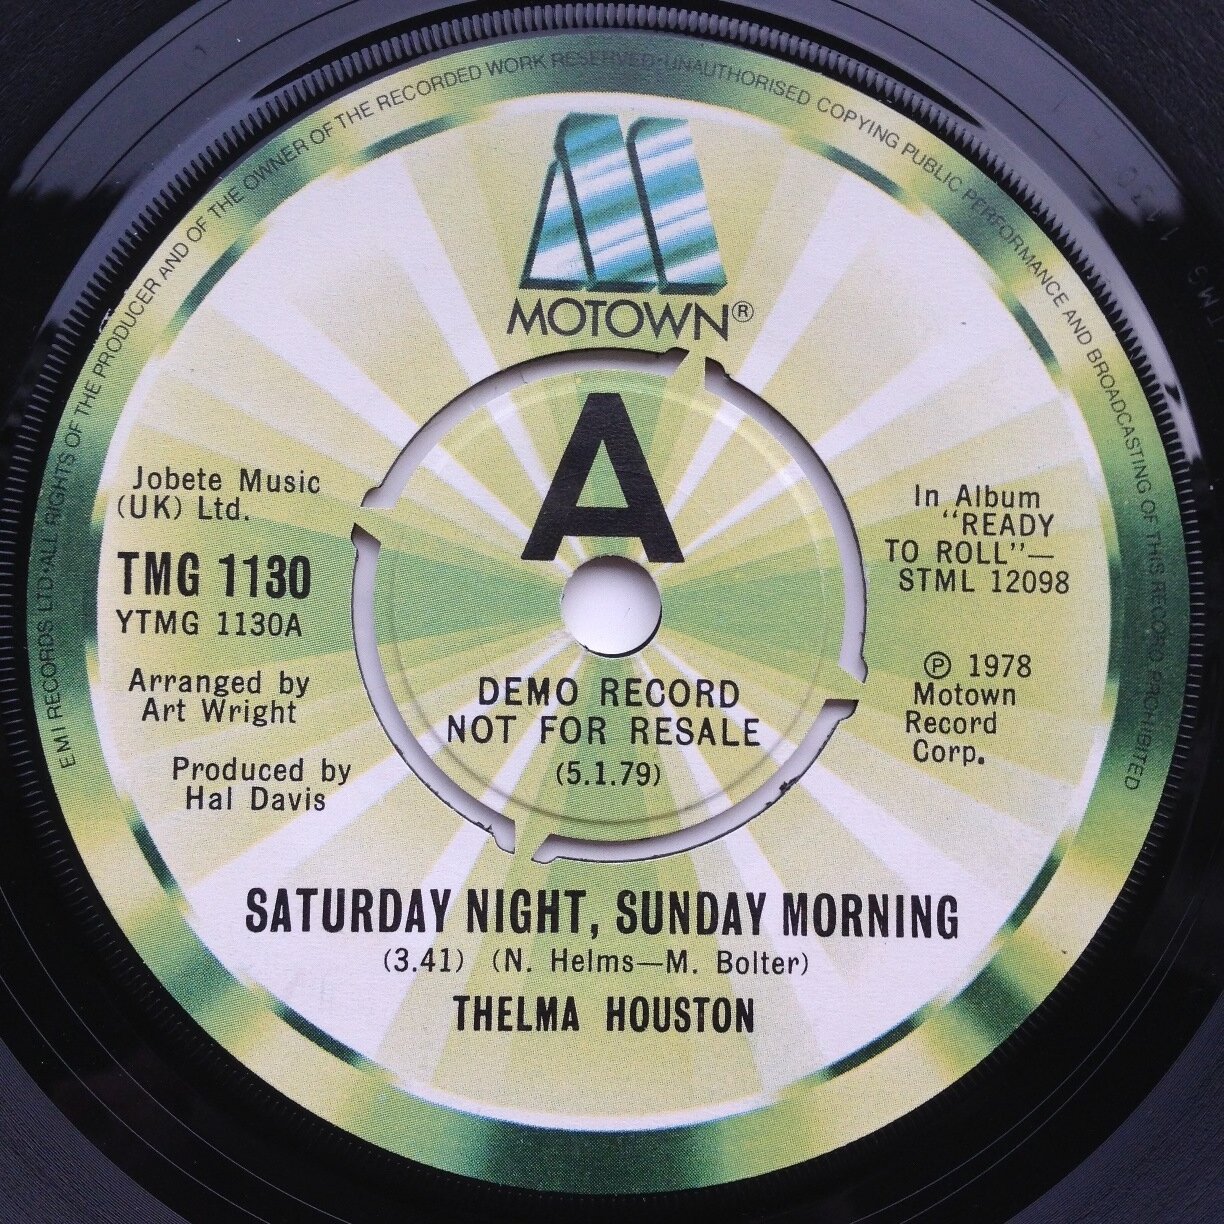 EMI RECORDS LTD·ALL RIGHTS OF THE PRODUCER AND OF THE OWNER OF THE RECORDED WORK RESERVED·UNAUTHORISED COPYING PUBLIC PERFORMANCE AND BROADCASTING OF THIS RECORD PROHIBITED
MOTOWN®
A
Jobete Music
(UK) Ltd.
TMG 1130
YTMG 1130A
Arranged by
Art Wright
Produced by
Hal Davis
In Album
"READY
TO ROLL"—
STML 12098
℗ 1978
Motown
Record
Corp.
DEMO RECORD
NOT FOR RESALE
(5.1.79)
SATURDAY NIGHT, SUNDAY MORNING
(3.41) (N. Helms—M. Bolter)
THELMA HOUSTON